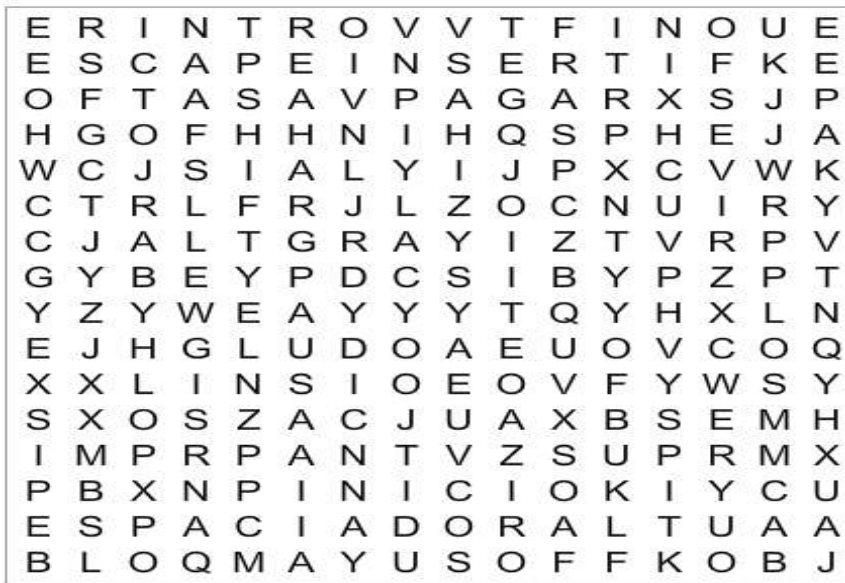 E R I N T R O V V T F I N O U E
E S C A P E I N S E R T I F K E
O F T A S A V P A G A R X S J P
H G O F H H N I H Q S P H E J A
W C J S I A L Y I J P X C V W K
C T R L F R J L Z O C N U I R Y
C J A L T G R A Y I Z T V R P V
G Y B E Y P D C S I B Y P Z P T
Y Z Y W E A Y Y Y T Q Y H X L N
E J H G L U D O A E U O V C O Q
X X L I N S I O E O V F Y W S Y
S X O S Z A C J U A X B S E M H
I M P R P A N T V Z S U P R M X
P B X N P I N I C I O K I Y C U
E S P A C I A D O R A L T U A A
B L O Q M A Y U S O F F K O B J